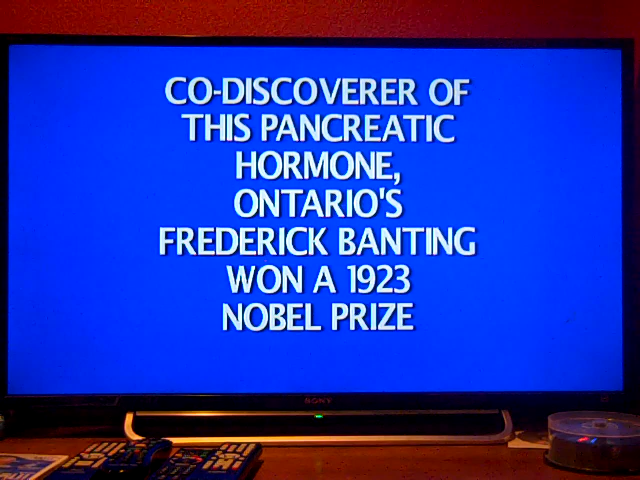 CO-DISCOVERER OF
THIS PANCREATIC
HORMONE,
ONTARIO'S
FREDERICK BANTING
WON A 1923
NOBEL PRIZE
SONY